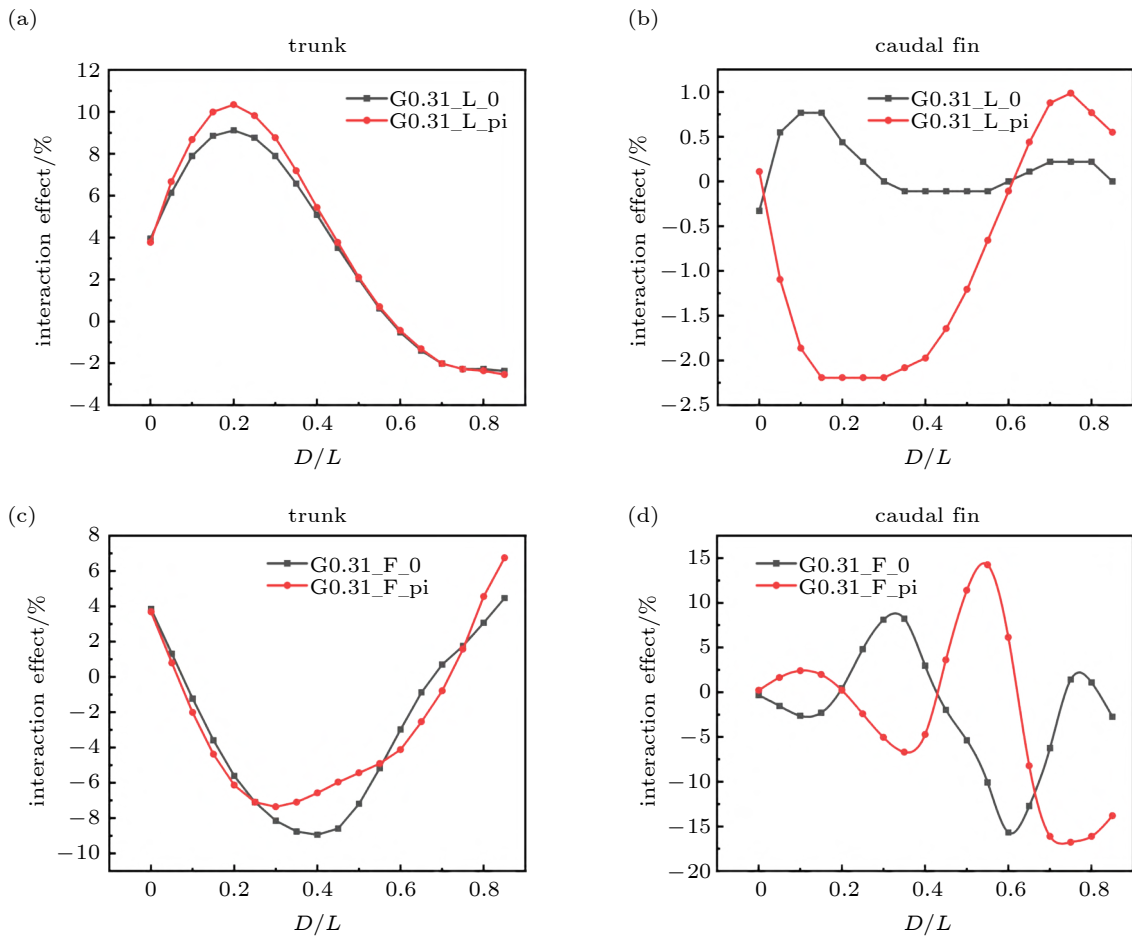 (a)
trunk
12
10
8
6
4
2
0
−2
−4
interaction effect/%
G0.31_L_0
G0.31_L_pi
0 0.2 0.4 0.6 0.8
D/L
(b)
caudal fin
1.0
0.5
0
−0.5
−1.0
−1.5
−2.0
−2.5
interaction effect/%
G0.31_L_0
G0.31_L_pi
0 0.2 0.4 0.6 0.8
D/L
(c)
trunk
8
6
4
2
0
−2
−4
−6
−8
−10
interaction effect/%
G0.31_F_0
G0.31_F_pi
0 0.2 0.4 0.6 0.8
D/L
(d)
caudal fin
15
10
5
0
−5
−10
−15
−20
interaction effect/%
G0.31_F_0
G0.31_F_pi
0 0.2 0.4 0.6 0.8
D/L